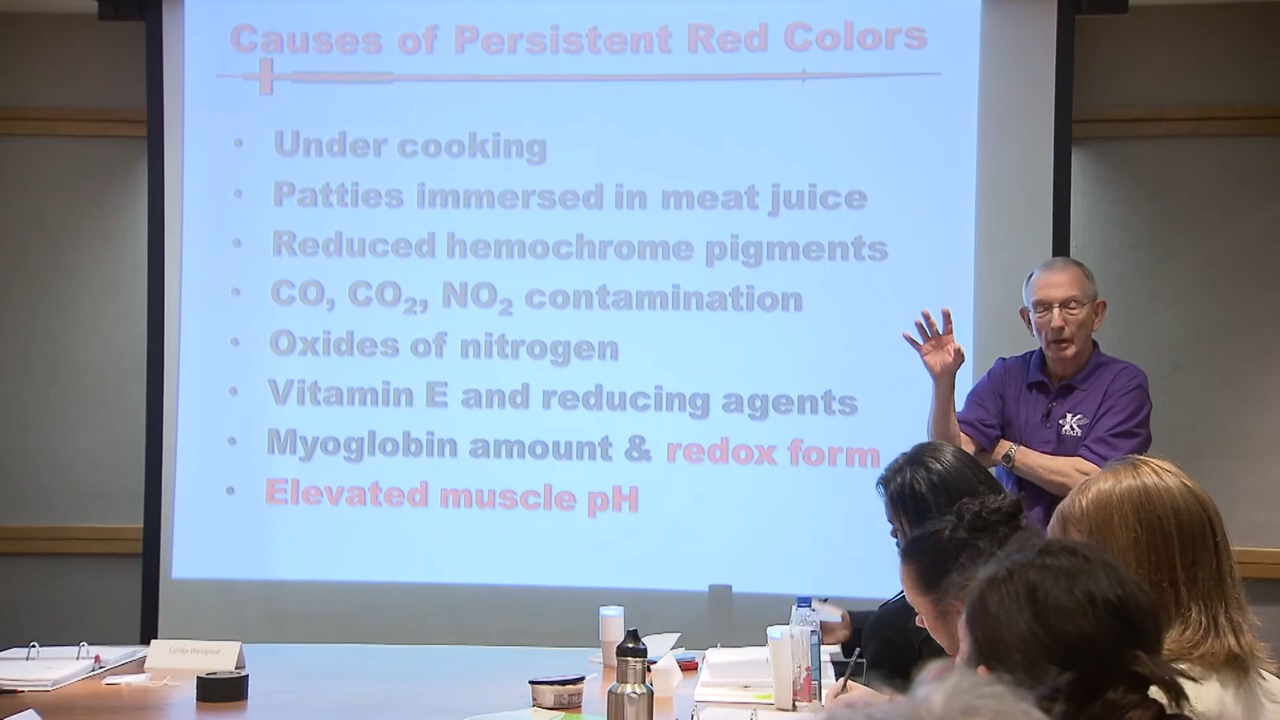 Causes of Persistent Red Colors
• Under cooking
• Patties immersed in meat juice
• Reduced hemochrome pigments
• CO, CO₂, NO₂ contamination
• Oxides of nitrogen
• Vitamin E and reducing agents
• Myoglobin amount & redox form
• Elevated muscle pH
K
STATE